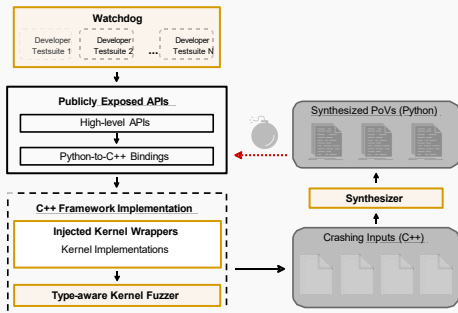 Watchdog
Developer
Testsuite 1
Developer
Testsuite 2
...
Developer
Testsuite N
Publicly Exposed APIs
High-level APIs
Python-to-C++ Bindings
C++ Framework Implementation
Injected Kernel Wrappers
Kernel Implementations
Type-aware Kernel Fuzzer
Synthesized PoVs (Python)
Synthesizer
Crashing Inputs (C++)